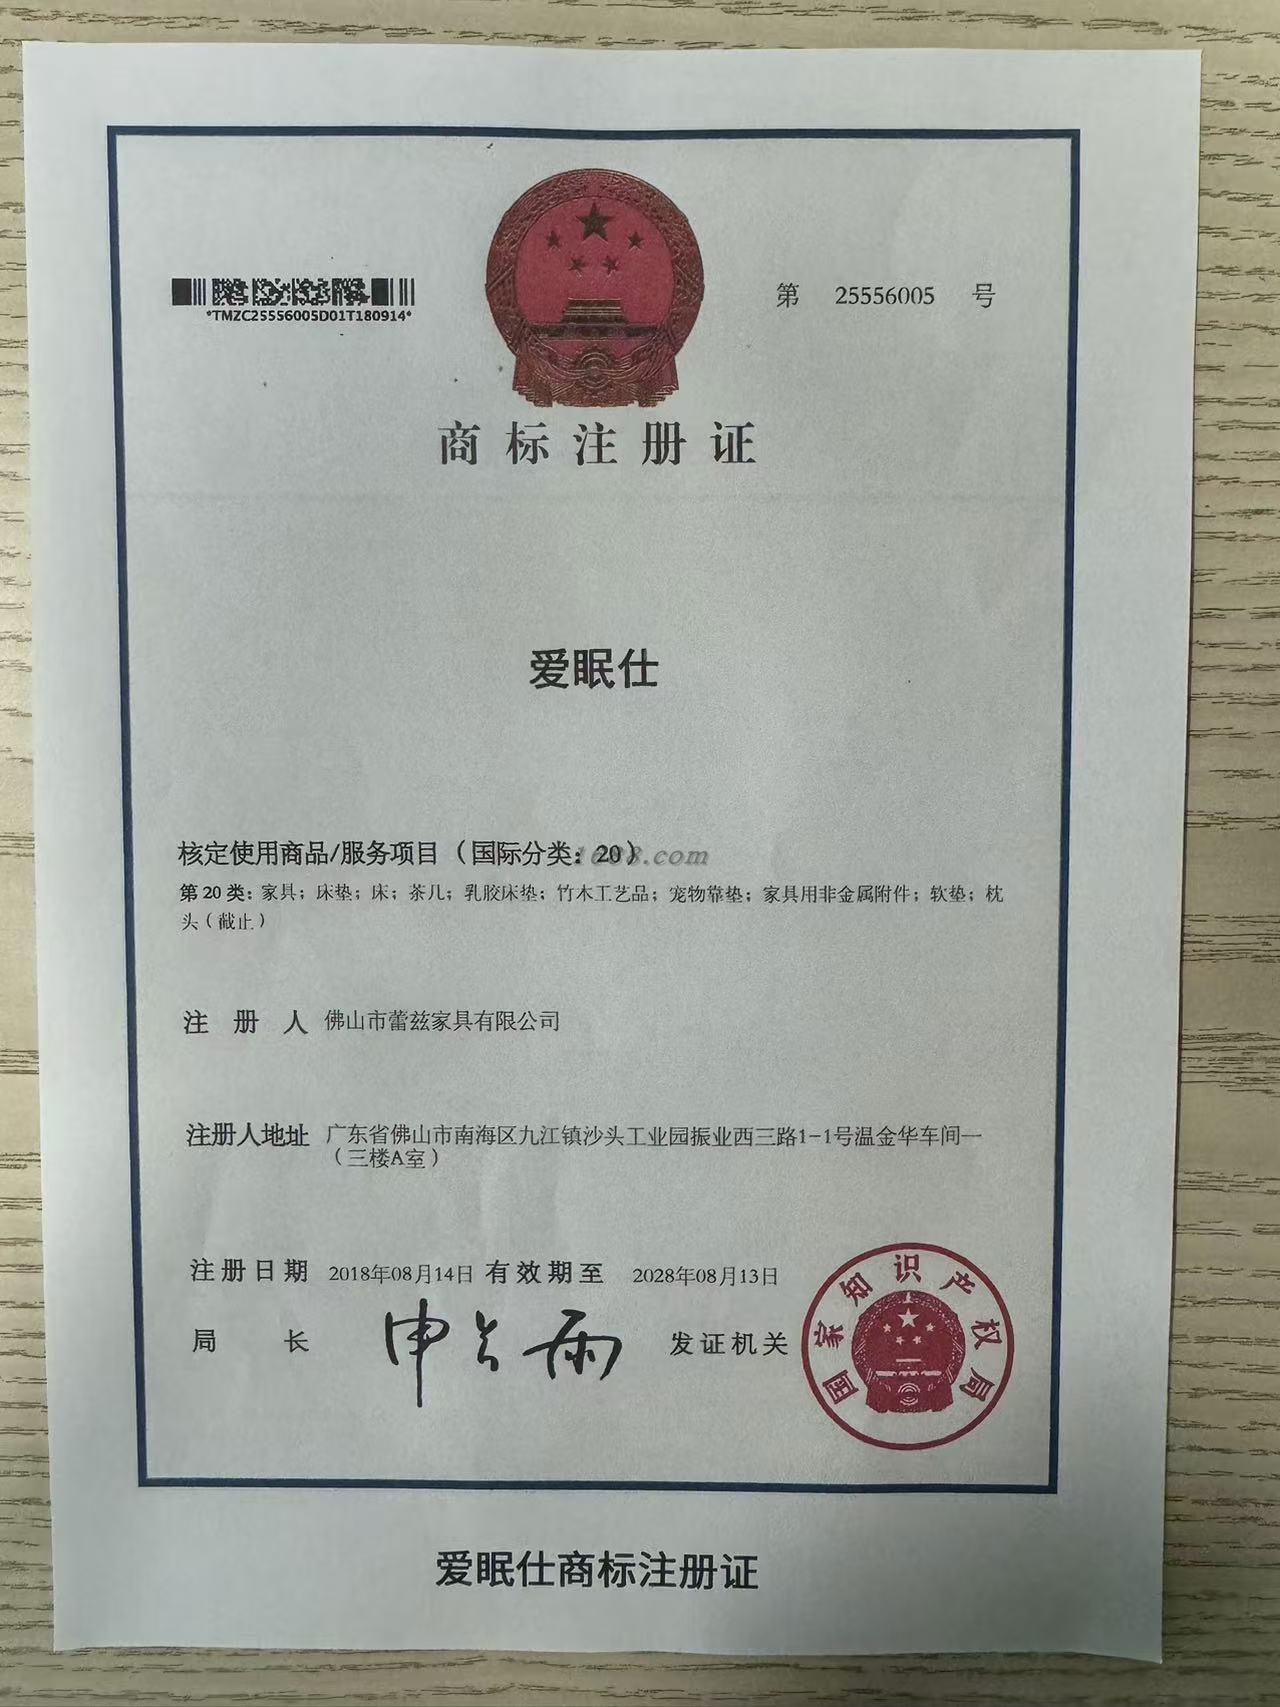 第 25556005 号
*TMZC25556005D01T180914*
商标注册证
爱眠仕
核定使用商品/服务项目（国际分类：20）
1688.com
第 20 类：家具；床垫；床；茶几；乳胶床垫；竹木工艺品；宠物靠垫；家具用非金属附件；软垫；枕
头（截止）
注册人 佛山市蕾兹家具有限公司
注册人地址 广东省佛山市南海区九江镇沙头工业园振业西三路1-1号温金华车间一
（三楼A室）
注册日期 2018年08月14日 有效期至 2028年08月13日
局长 申长雨 发证机关
国家知识产权局
爱眠仕商标注册证